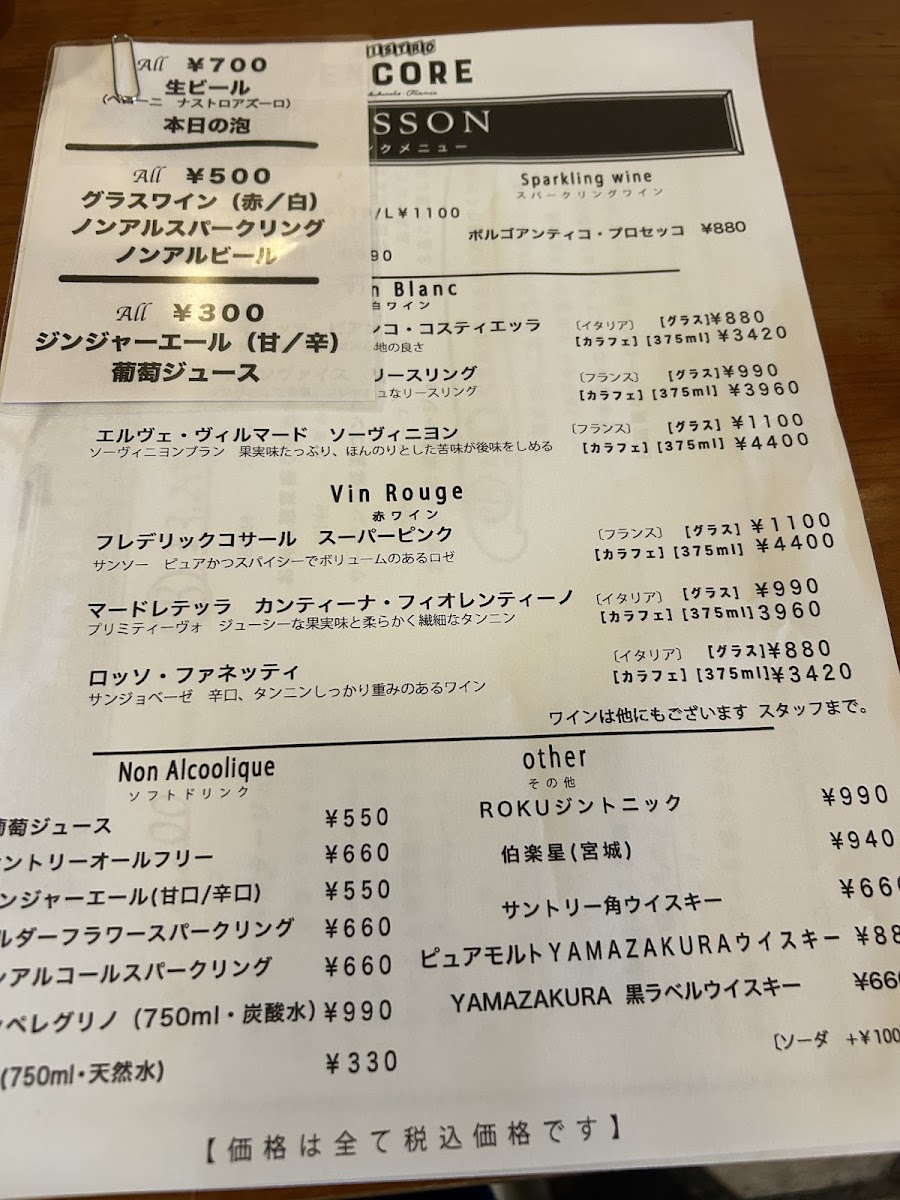 All ¥700
生ビール
(ペローニ ナストロアズーロ)
本日の泡
All ¥500
グラスワイン（赤／白）
ノンアルスパークリング
ノンアルビール
All ¥300
ジンジャーエール（甘／辛）
葡萄ジュース
ISTRO
CORE
SSON
ンクメニュー
Sparkling wine
スパークリングワイン
/L¥1100
ボルゴアンティコ・プロセッコ ¥880
90
n Blanc
白ワイン
ンコ・コスティエッラ 〔イタリア〕 [グラス]¥880
地の良さ [カラフェ] [375ml] ¥3420
リースリング 〔フランス〕 [グラス]¥990
ュなリースリング [カラフェ] [375ml] ¥3960
エルヴェ・ヴィルマード ソーヴィニヨン 〔フランス〕 [グラス] ¥1100
ソーヴィニヨンブラン 果実味たっぷり、ほんのりとした苦味が後味をしめる [カラフェ] [375ml] ¥4400
Vin Rouge
赤ワイン
フレデリックコサール スーパーピンク 〔フランス〕 [グラス] ¥1100
サンソー ピュアかつスパイシーでボリュームのあるロゼ [カラフェ] [375ml] ¥4400
マードレテッラ カンティーナ・フィオレンティーノ 〔イタリア〕 [グラス] ¥990
プリミティーヴォ ジューシーな果実味と柔らかく繊細なタンニン [カラフェ] [375ml]3960
ロッソ・ファネッティ 〔イタリア〕 [グラス]¥880
サンジョベーゼ 辛口、タンニンしっかり重みのあるワイン [カラフェ] [375ml]¥3420
ワインは他にもございます スタッフまで。
Non Alcoolique
ソフトドリンク
葡萄ジュース ¥550
ントリーオールフリー ¥660
ンジャーエール(甘口/辛口) ¥550
ルダーフラワースパークリング ¥660
ンアルコールスパークリング ¥660
ペレグリノ（750ml・炭酸水) ¥990
(750ml・天然水) ¥330
other
その他
ROKUジントニック ¥990
伯楽星(宮城) ¥940
サントリー角ウイスキー ¥660
ピュアモルトYAMAZAKURAウイスキー ¥88
YAMAZAKURA 黒ラベルウイスキー ¥660
〔ソーダ +¥100
【価格は全て税込価格です】